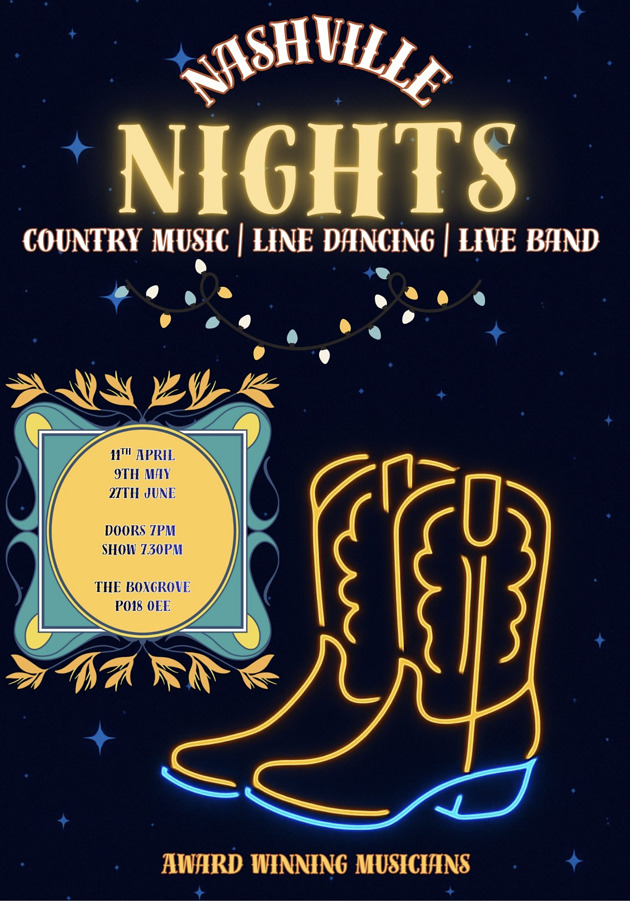 NASHVILLE
NIGHTS
COUNTRY MUSIC | LINE DANCING | LIVE BAND
11TH APRIL
9TH MAY
27TH JUNE
DOORS 7PM
SHOW 7.30PM
THE BOXGROVE
PO18 0EE
AWARD WINNING MUSICIANS